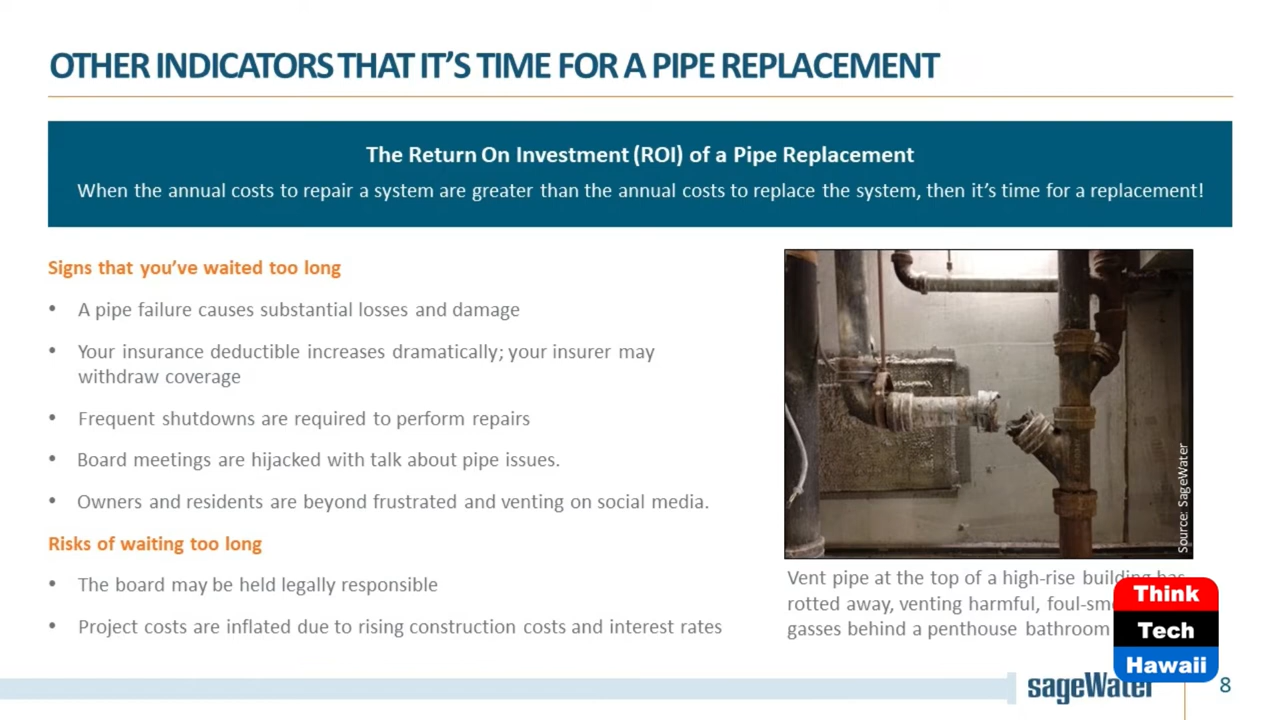 OTHER INDICATORS THAT IT'S TIME FOR A PIPE REPLACEMENT
The Return On Investment (ROI) of a Pipe Replacement
When the annual costs to repair a system are greater than the annual costs to replace the system, then it's time for a replacement!
Signs that you've waited too long
• A pipe failure causes substantial losses and damage
• Your insurance deductible increases dramatically; your insurer may
withdraw coverage
• Frequent shutdowns are required to perform repairs
• Board meetings are hijacked with talk about pipe issues.
• Owners and residents are beyond frustrated and venting on social media.
Risks of waiting too long
• The board may be held legally responsible
• Project costs are inflated due to rising construction costs and interest rates
Source: SageWater
Vent pipe at the top of a high-rise building has
rotted away, venting harmful, foul-
gasses behind a penthouse bathroom
Think
Tech
Hawaii
sageWater
8